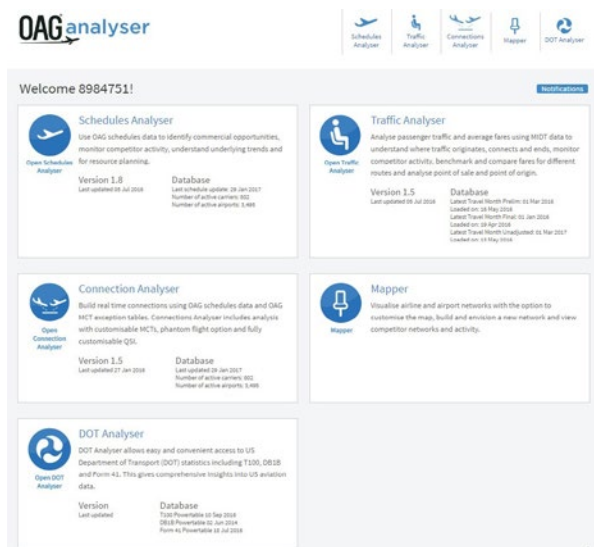 OAG analyser
Schedules
Analyser
Traffic
Analyser
Connections
Analyser
Mapper
DOT Analyser
Welcome 8984751!
Notifications
Open Schedules
Analyser
Schedules Analyser
Use OAG schedules data to identify commercial opportunities,
monitor competitor activity, understand underlying trends and
for resource planning.
Version 1.8
Last updated 05 Jul 2016
Database
Last schedule update: 28 Jan 2017
Number of active carriers: 902
Number of active airports: 3,498
Open Traffic
Analyser
Traffic Analyser
Analyse passenger traffic and average fares using MIDT data to
understand where traffic originates, connects and ends, monitor
competitor activity, benchmark and compare fares for different
routes and analyse point of sale and point of origin.
Version 1.5
Last updated 05 Jul 2016
Database
Latest Travel Month Prelim: 01 Mar 2016
Loaded on: 15 May 2016
Latest Travel Month Final: 01 Jan 2016
Loaded on: 18 Apr 2016
Latest Travel Month Unadjusted: 01 Mar 2017
Loaded on: 15 May 2016
Open
Connection
Analyser
Connection Analyser
Build real time connections using OAG schedules data and OAG
MCT exception tables. Connections Analyser includes analysis
with customisable MCTs, phantom flight option and fully
customisable QSI.
Version 1.5
Last updated 27 Jan 2016
Database
Last updated 28 Jan 2017
Number of active carriers: 902
Number of active airports: 3,498
Mapper
Mapper
Visualise airline and airport networks with the option to
customise the map, build and envision a new network and view
competitor networks and activity.
Open DOT
Analyser
DOT Analyser
DOT Analyser allows easy and convenient access to US
Department of Transport (DOT) statistics including T100, DB1B
and Form 41. This gives comprehensive insights into US aviation
data.
Version
Last updated
Database
T100 Powertable 10 Sep 2016
DB1B Powertable 02 Jun 2014
Form 41 Powertable 18 Jul 2016